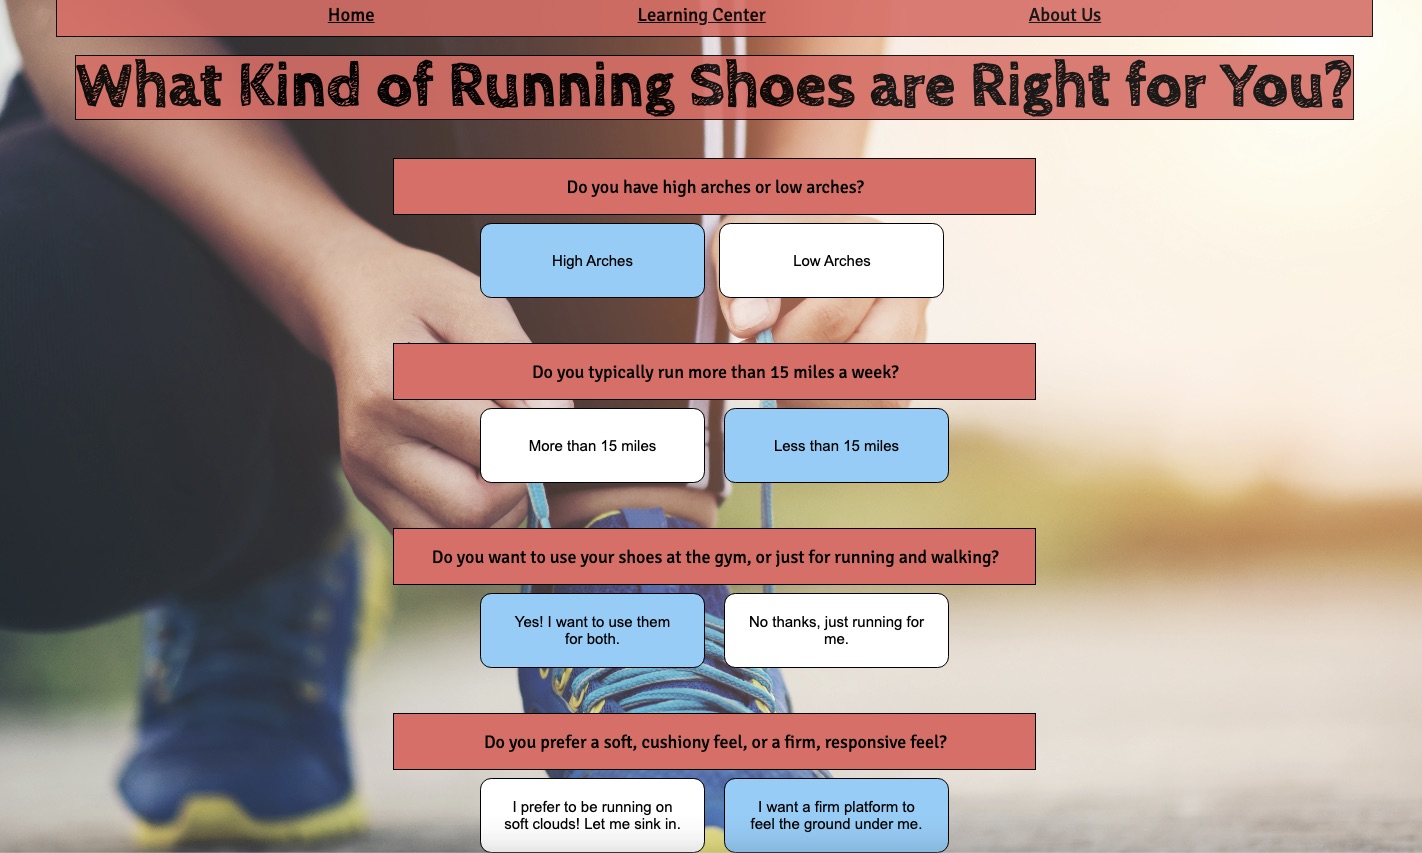 Home Learning Center About Us
What Kind of Running Shoes are Right for You?
Do you have high arches or low arches?
High Arches Low Arches
Do you typically run more than 15 miles a week?
More than 15 miles Less than 15 miles
Do you want to use your shoes at the gym, or just for running and walking?
Yes! I want to use them
for both.
No thanks, just running for
me.
Do you prefer a soft, cushiony feel, or a firm, responsive feel?
I prefer to be running on
soft clouds! Let me sink in.
I want a firm platform to
feel the ground under me.